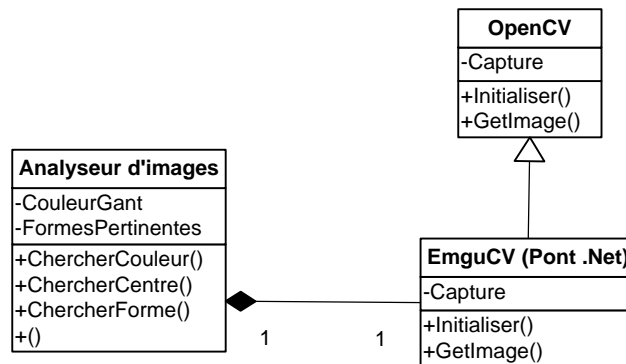 OpenCV
-Capture
+Initialiser()
+GetImage()
Analyseur d'images
-CouleurGant
-FormesPertinentes
+ChercherCouleur()
+ChercherCentre()
+ChercherForme()
+()
1
1
EmguCV (Pont .Net)
-Capture
+Initialiser()
+GetImage()